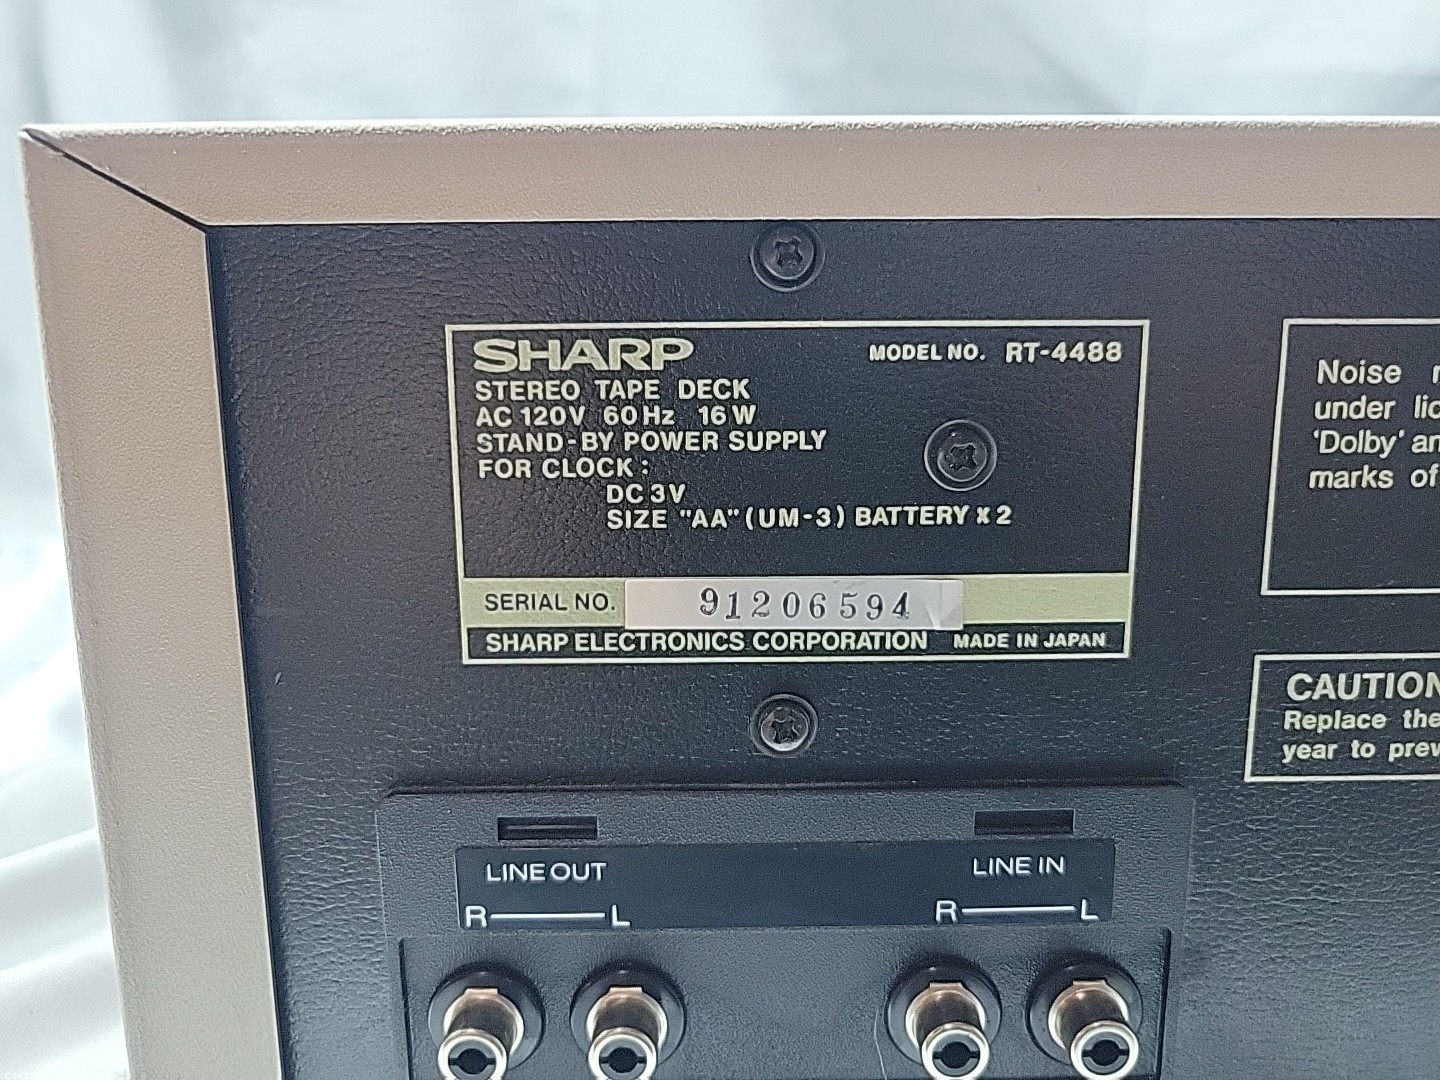 SHARP
MODEL NO. RT-4488
STEREO TAPE DECK
AC 120V 60Hz 16W
STAND-BY POWER SUPPLY
FOR CLOCK:
DC 3V
SIZE "AA" (UM-3) BATTERY X 2
SERIAL NO. 91206594
SHARP ELECTRONICS CORPORATION MADE IN JAPAN
Noise
under
'Dolby'
marks of
CAUTION
Replace the
year to
LINE OUT
LINE IN
R L
R L